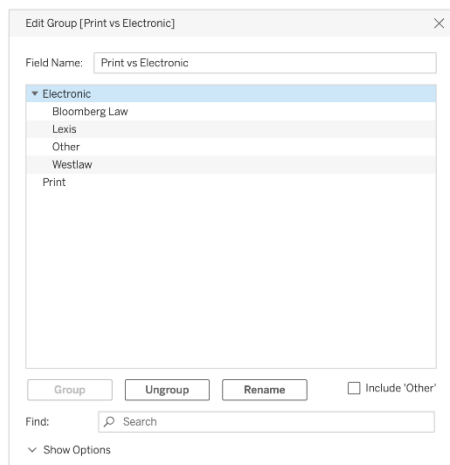 Edit Group [Print vs Electronic]
Field Name: Print vs Electronic
Electronic
Bloomberg Law
Lexis
Other
Westlaw
Print
Group Ungroup Rename Include 'Other'
Find: Search
Show Options